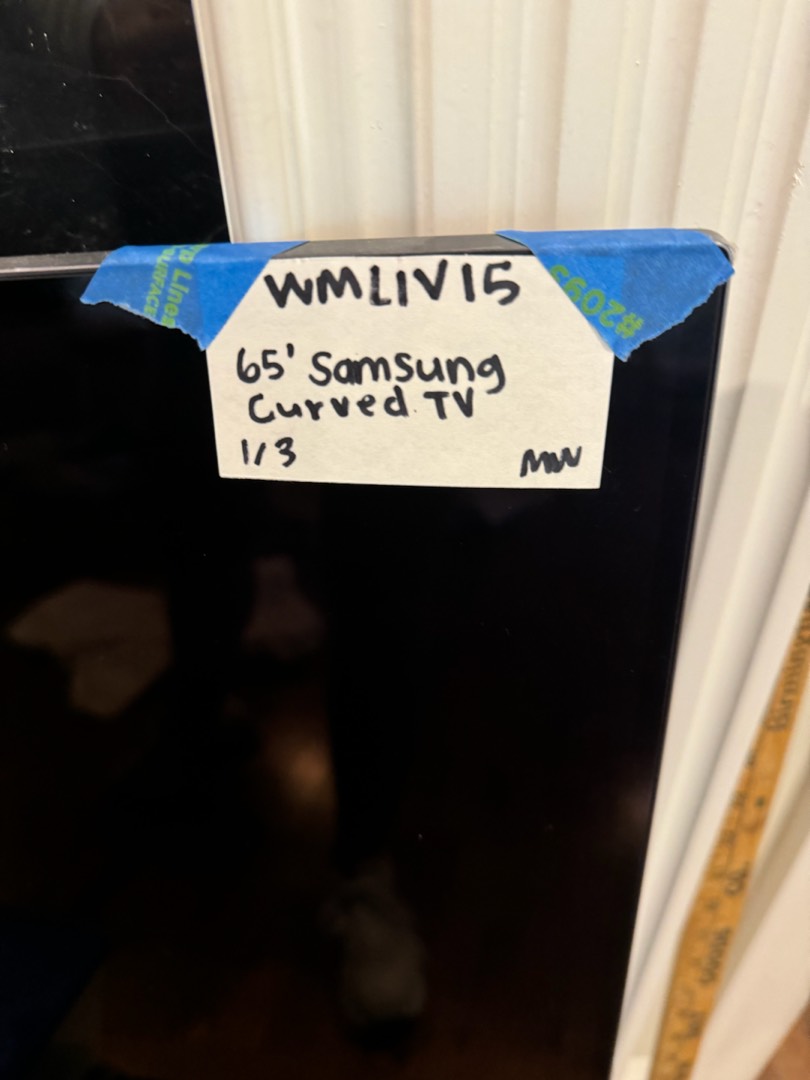 WMLIV15
65' Samsung
Curved TV
1/3
MW
#2093